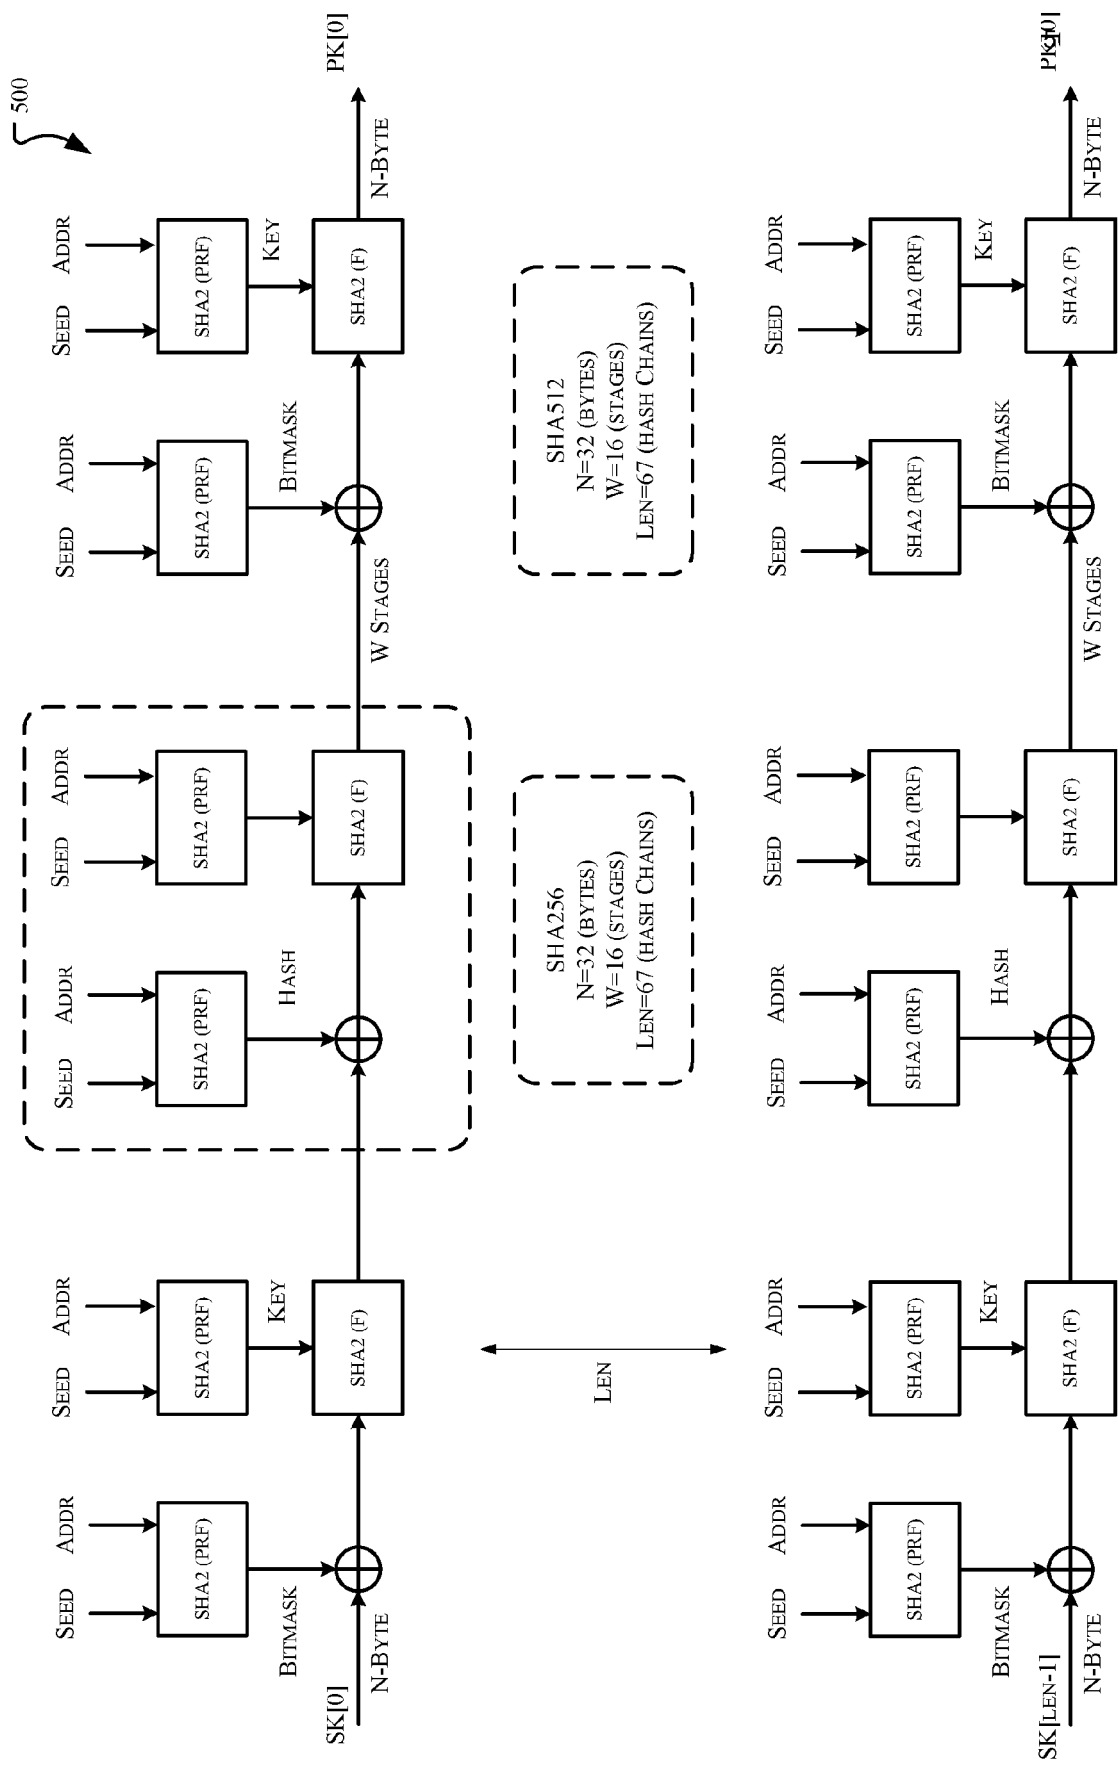 500
SEED ADDR SEED ADDR SEED ADDR SEED ADDR SEED ADDR SEED ADDR
SHA2 (PRF) SHA2 (PRF) SHA2 (PRF) SHA2 (PRF) SHA2 (PRF) SHA2 (PRF)
BITMASK KEY HASH BITMASK KEY
SK[0] SHA2 (F) SHA2 (F) SHA2 (F) PK[0]
N-BYTE W STAGES N-BYTE
LEN
SHA256
N=32 (BYTES)
W=16 (STAGES)
LEN=67 (HASH CHAINS)
SHA512
N=32 (BYTES)
W=16 (STAGES)
LEN=67 (HASH CHAINS)
SEED ADDR SEED ADDR SEED ADDR SEED ADDR SEED ADDR SEED ADDR
SHA2 (PRF) SHA2 (PRF) SHA2 (PRF) SHA2 (PRF) SHA2 (PRF) SHA2 (PRF)
BITMASK KEY HASH BITMASK KEY
SK[LEN-1] SHA2 (F) SHA2 (F) SHA2 (F)
N-BYTE W STAGES N-BYTE